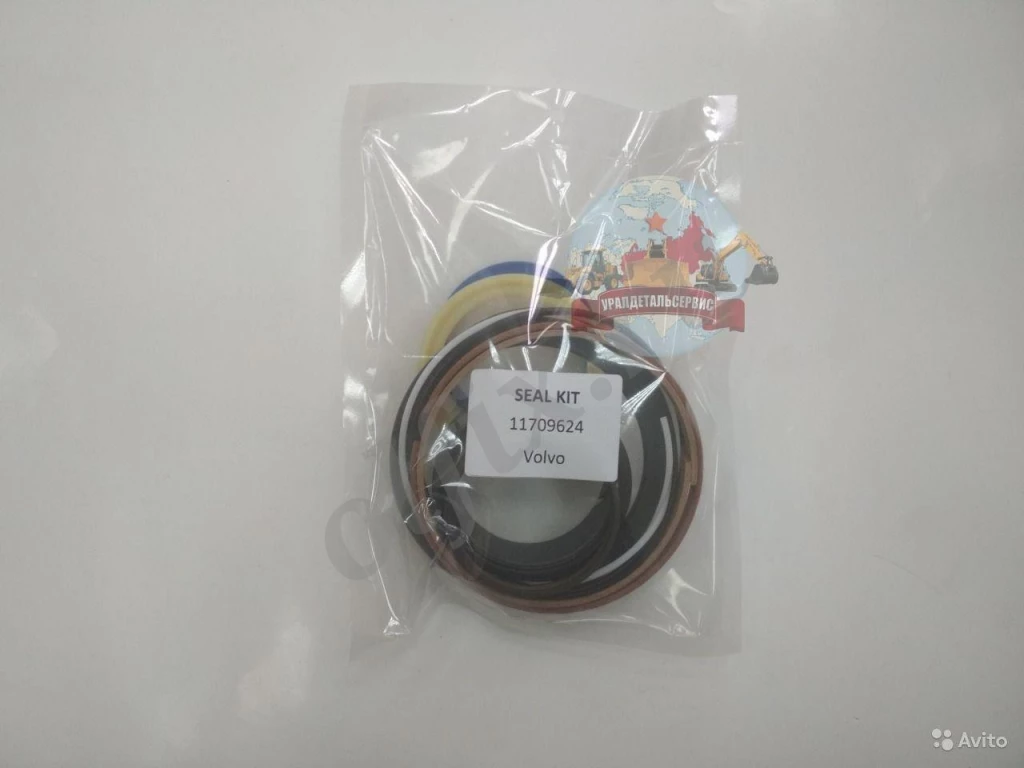 УРАЛДЕТАЛЬСЕРВИС
SEAL KIT
11709624
Volvo
Avito